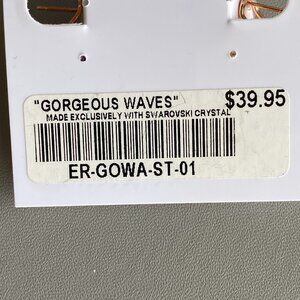 "GORGEOUS WAVES" $39.95
MADE EXCLUSIVELY WITH SWAROVSKI CRYSTAL
ER-GOWA-ST-01